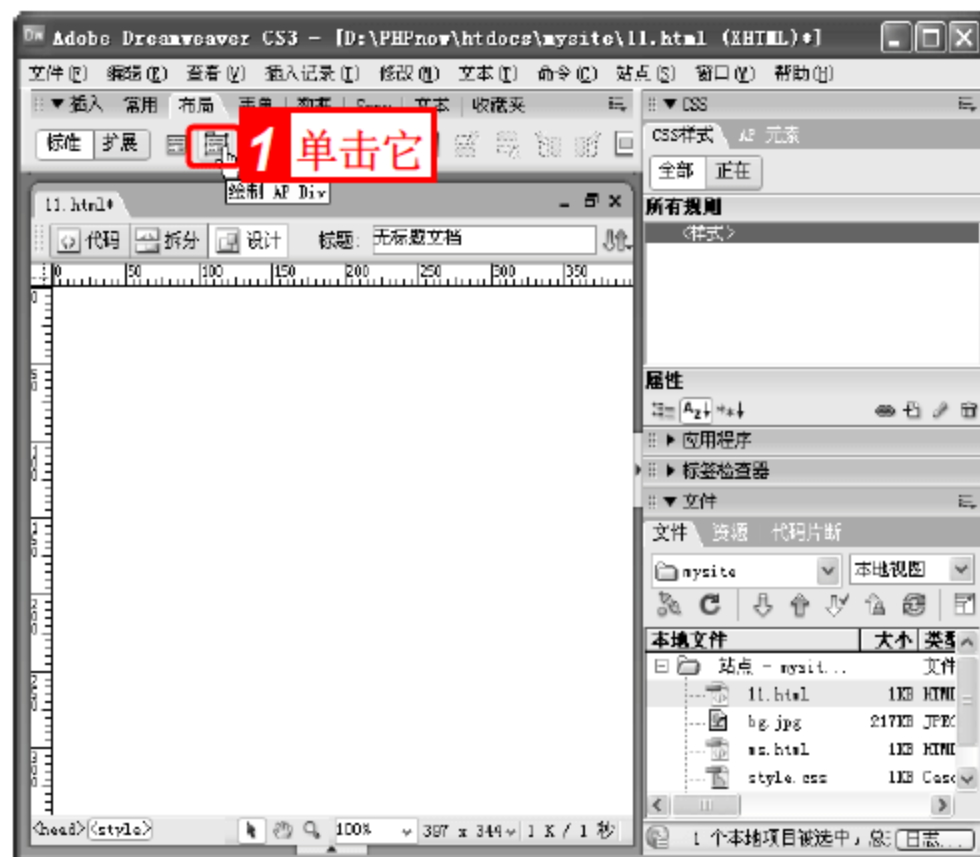 Adobe Dreamweaver CS3 - [D:\PHPnow\htdocs\mysite\11.html (XHTML)*]
文件(F) 编辑(E) 查看(V) 插入记录(I) 修改(M) 文本(T) 命令(C) 站点(S) 窗口(W) 帮助(H)
▼插入 常用 布局 表单 文本 收藏夹
标准 扩展
1 单击它
绘制 AP Div
11.html*
代码 拆分 设计 标题: 无标题文档
0 50 100 150 200 250 300 350
▼ CSS
CSS样式 AP 元素
全部 正在
所有规则
<样式>
属性
应用程序
标签检查器
▼ 文件
文件 资源 代码片断
mysite 本地视图
本地文件 大小 类型
站点 - mysit... 文件
11.html 1KB HTML
bg.jpg 217KB JPEG
ms.html 1KB HTML
style.css 1KB Casc
<head> <style> 100% 397 x 344 1 K / 1 秒
1 个本地项目被选中, 总: 日志...